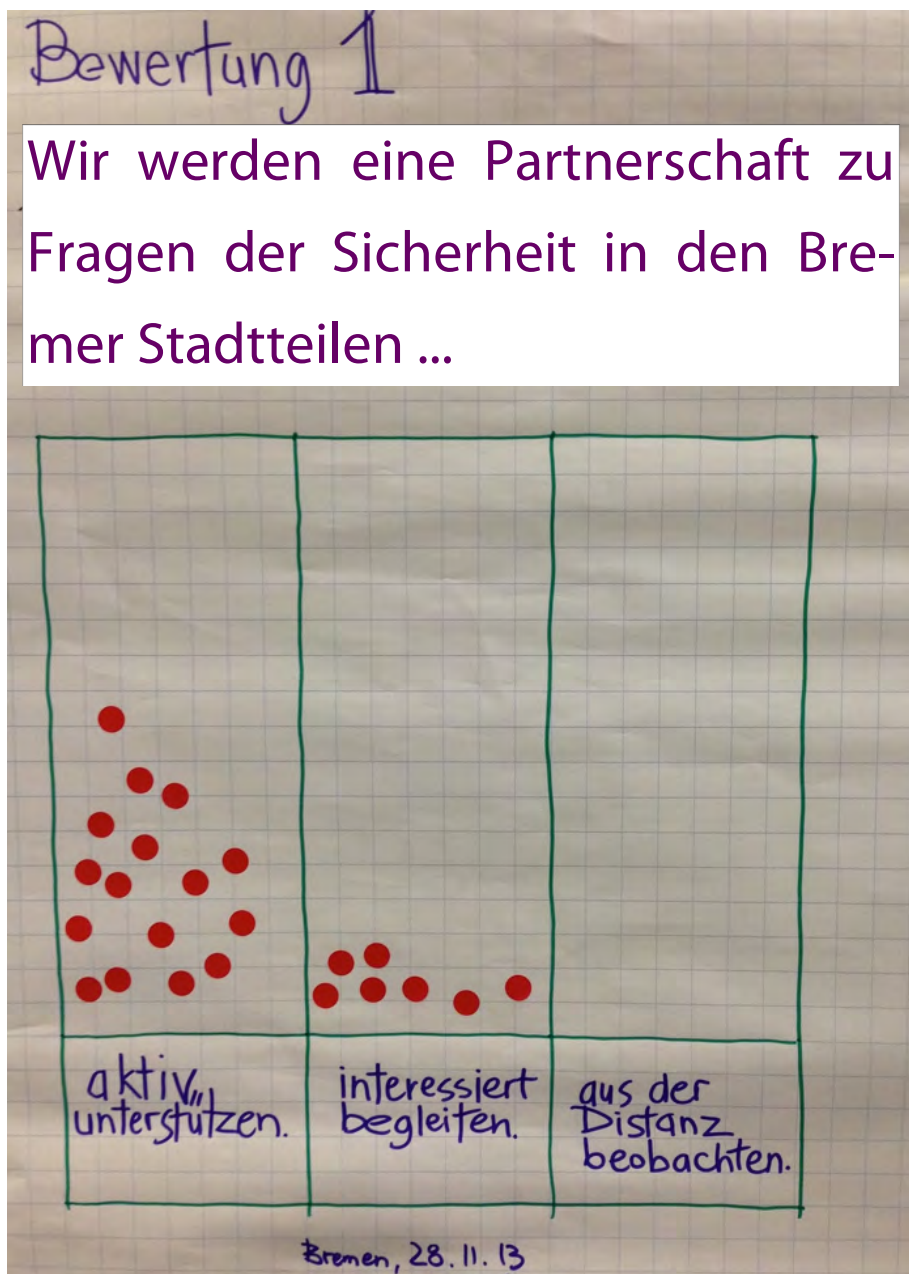 Bewertung 1
Wir werden eine Partnerschaft zu
Fragen der Sicherheit in den Bre-
mer Stadtteilen ...
aktiv
unterstützen.
interessiert
begleiten.
aus der
Distanz
beobachten.
Bremen, 28.11.13